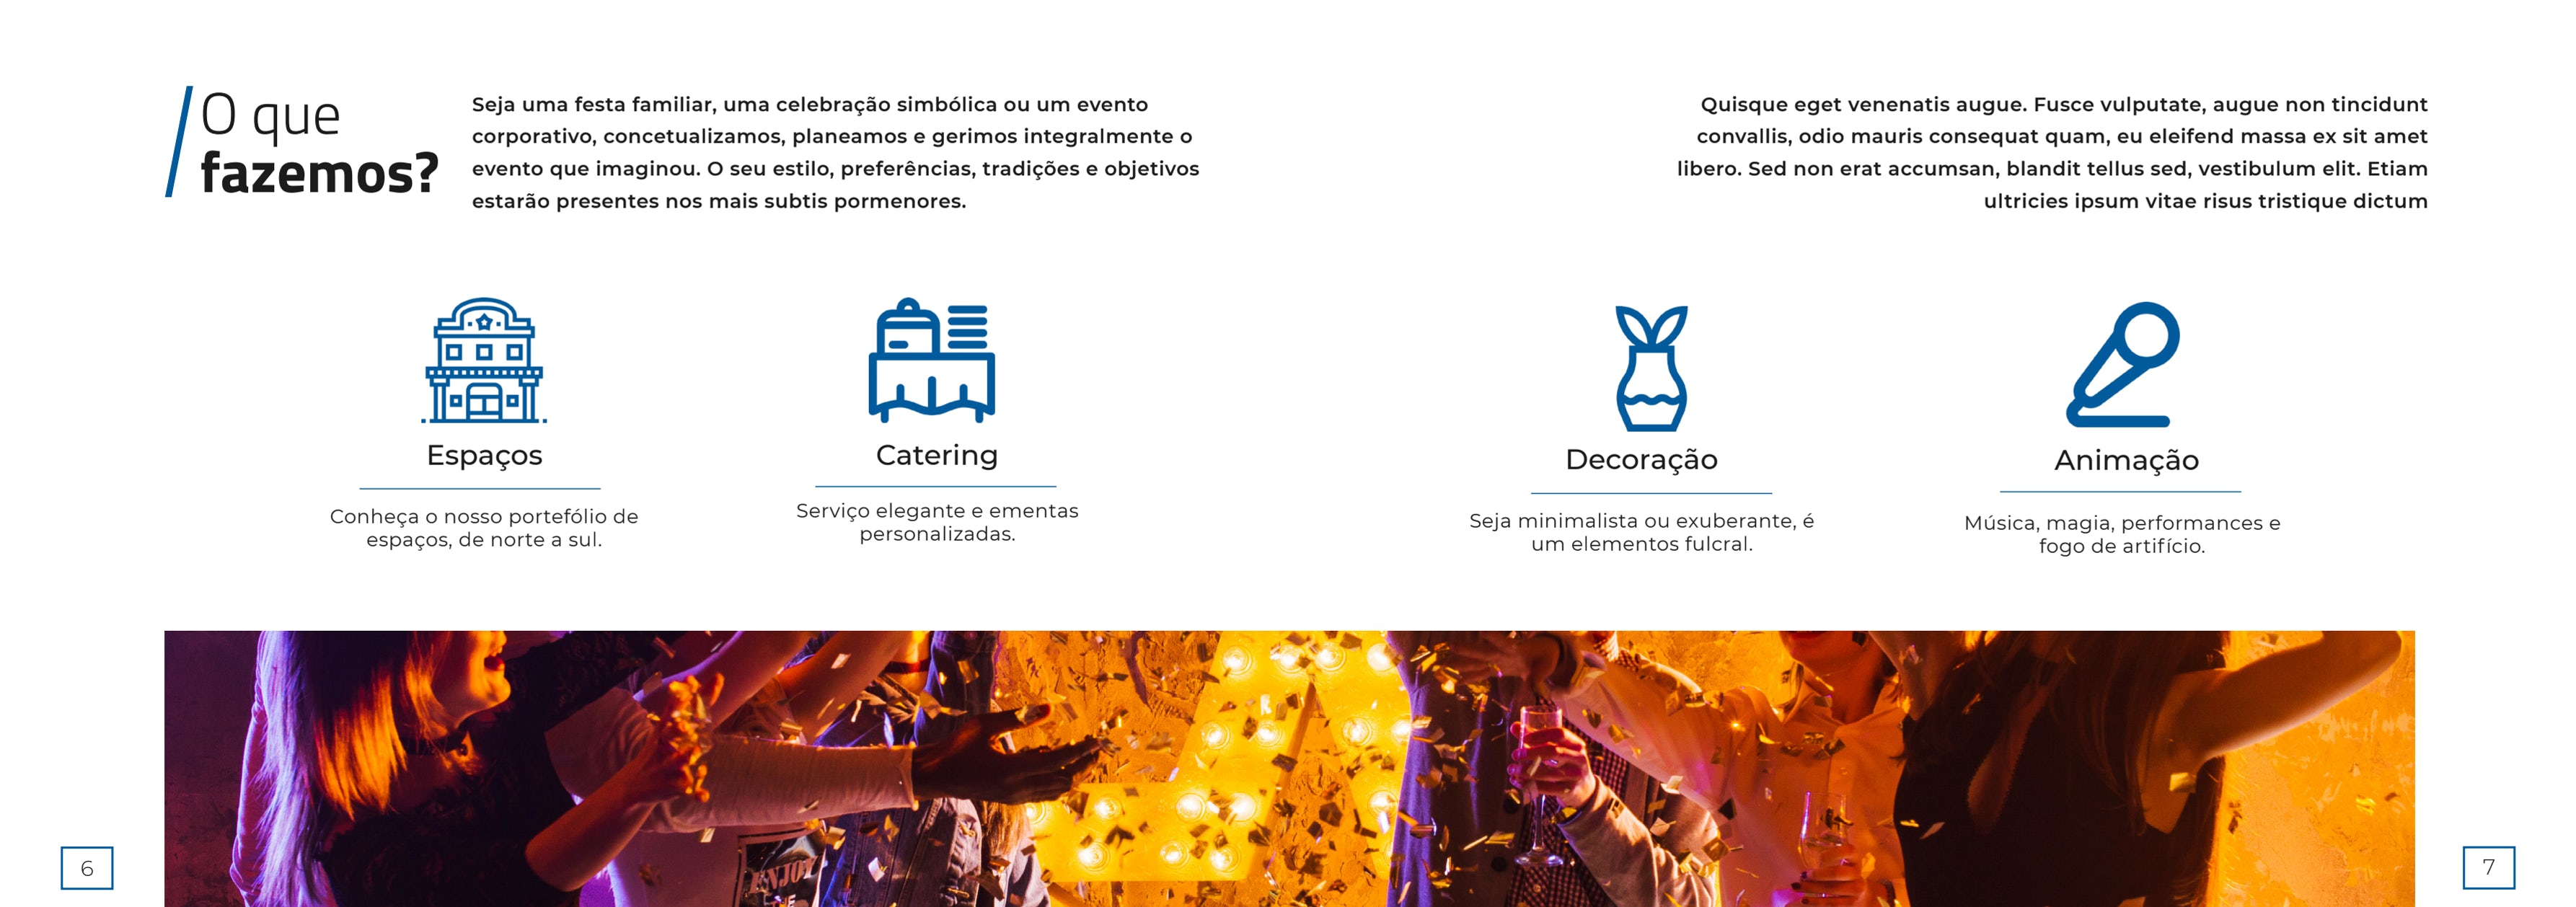 O que
fazemos?
Seja uma festa familiar, uma celebração simbólica ou um evento
corporativo, concetualizamos, planeamos e gerimos integralmente o
evento que imaginou. O seu estilo, preferências, tradições e objetivos
estarão presentes nos mais subtis pormenores.
Quisque eget venenatis augue. Fusce vulputate, augue non tincidunt
convallis, odio mauris consequat quam, eu eleifend massa ex sit amet
libero. Sed non erat accumsan, blandit tellus sed, vestibulum elit. Etiam
ultricies ipsum vitae risus tristique dictum
Espaços
Conheça o nosso portefólio de
espaços, de norte a sul.
Catering
Serviço elegante e ementas
personalizadas.
Decoração
Seja minimalista ou exuberante, é
um elementos fulcral.
Animação
Música, magia, performances e
fogo de artifício.
ENJOY
6
7